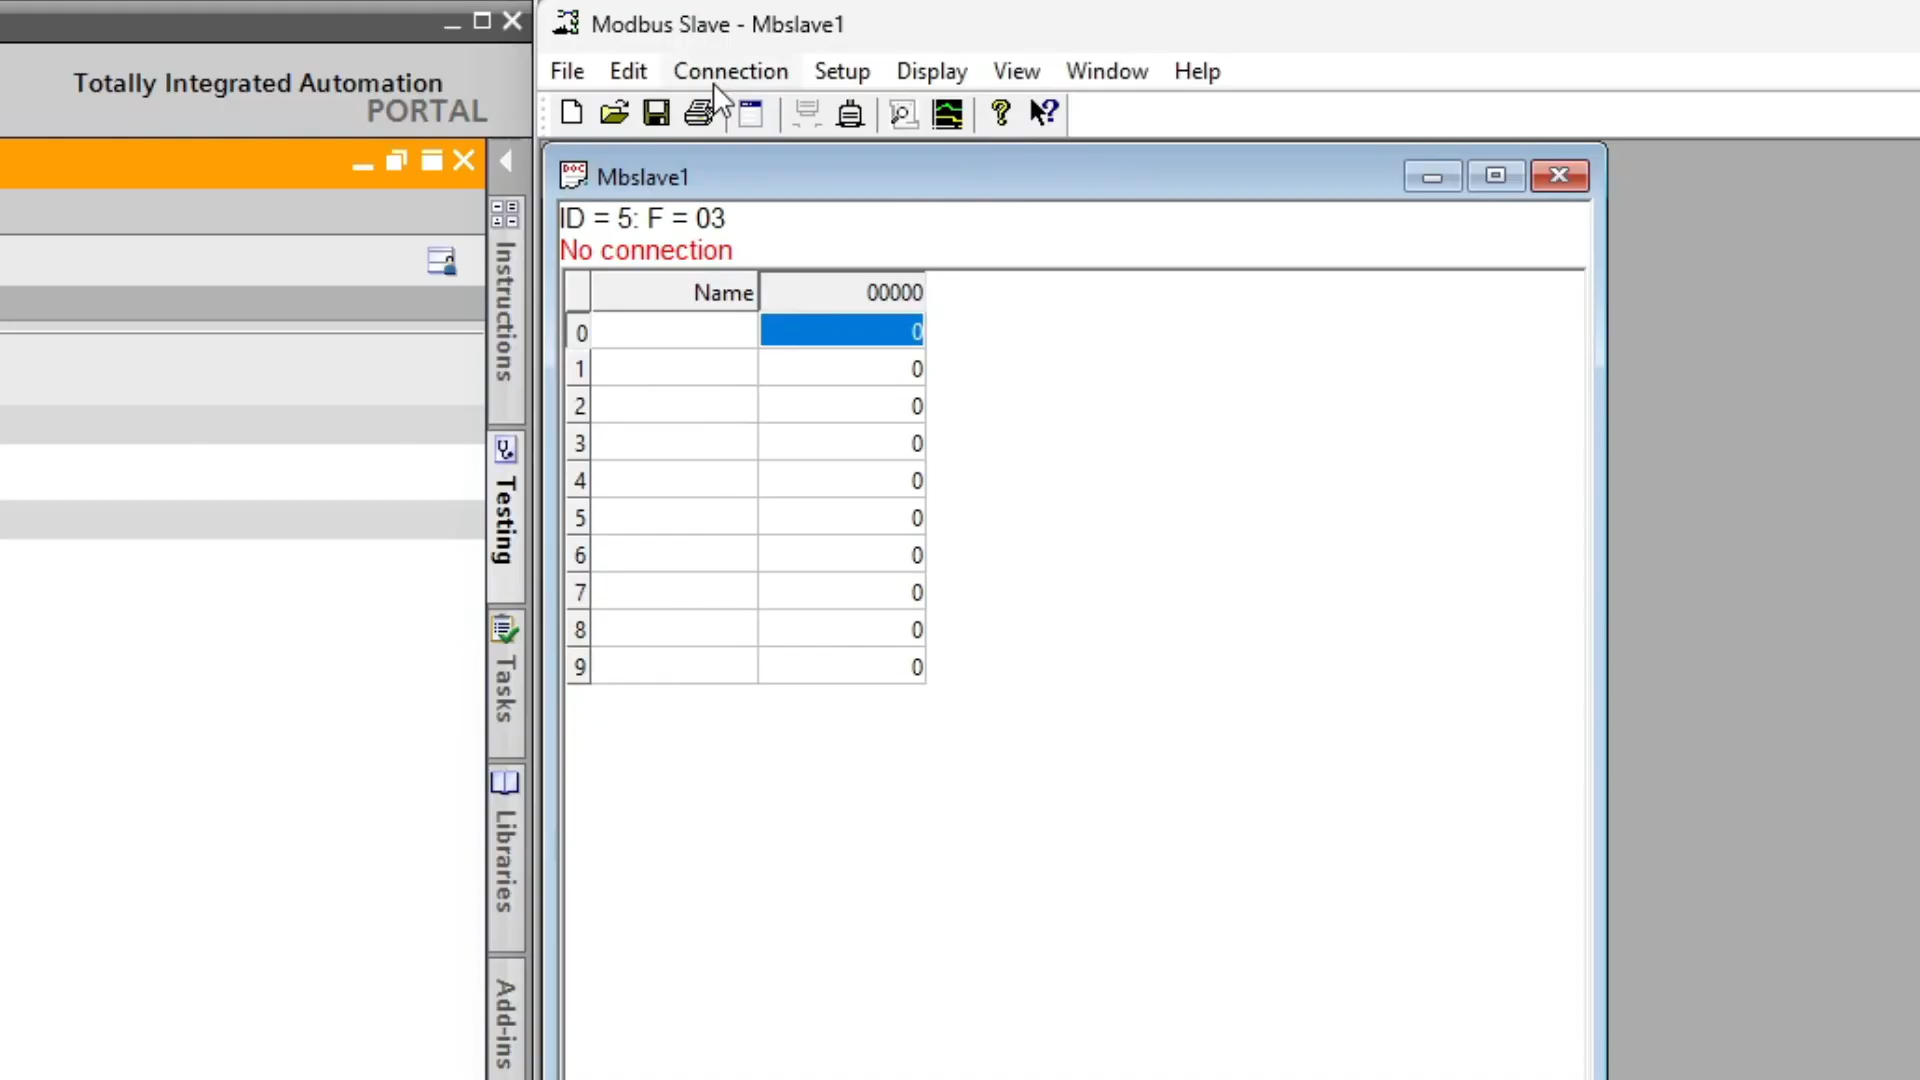 Totally Integrated Automation
PORTAL
Instructions
Testing
Tasks
Libraries
Add-ins
Modbus Slave - Mbslave1
File Edit Connection Setup Display View Window Help
Mbslave1
ID = 5: F = 03
No connection
Name 00000
0 0
1 0
2 0
3 0
4 0
5 0
6 0
7 0
8 0
9 0